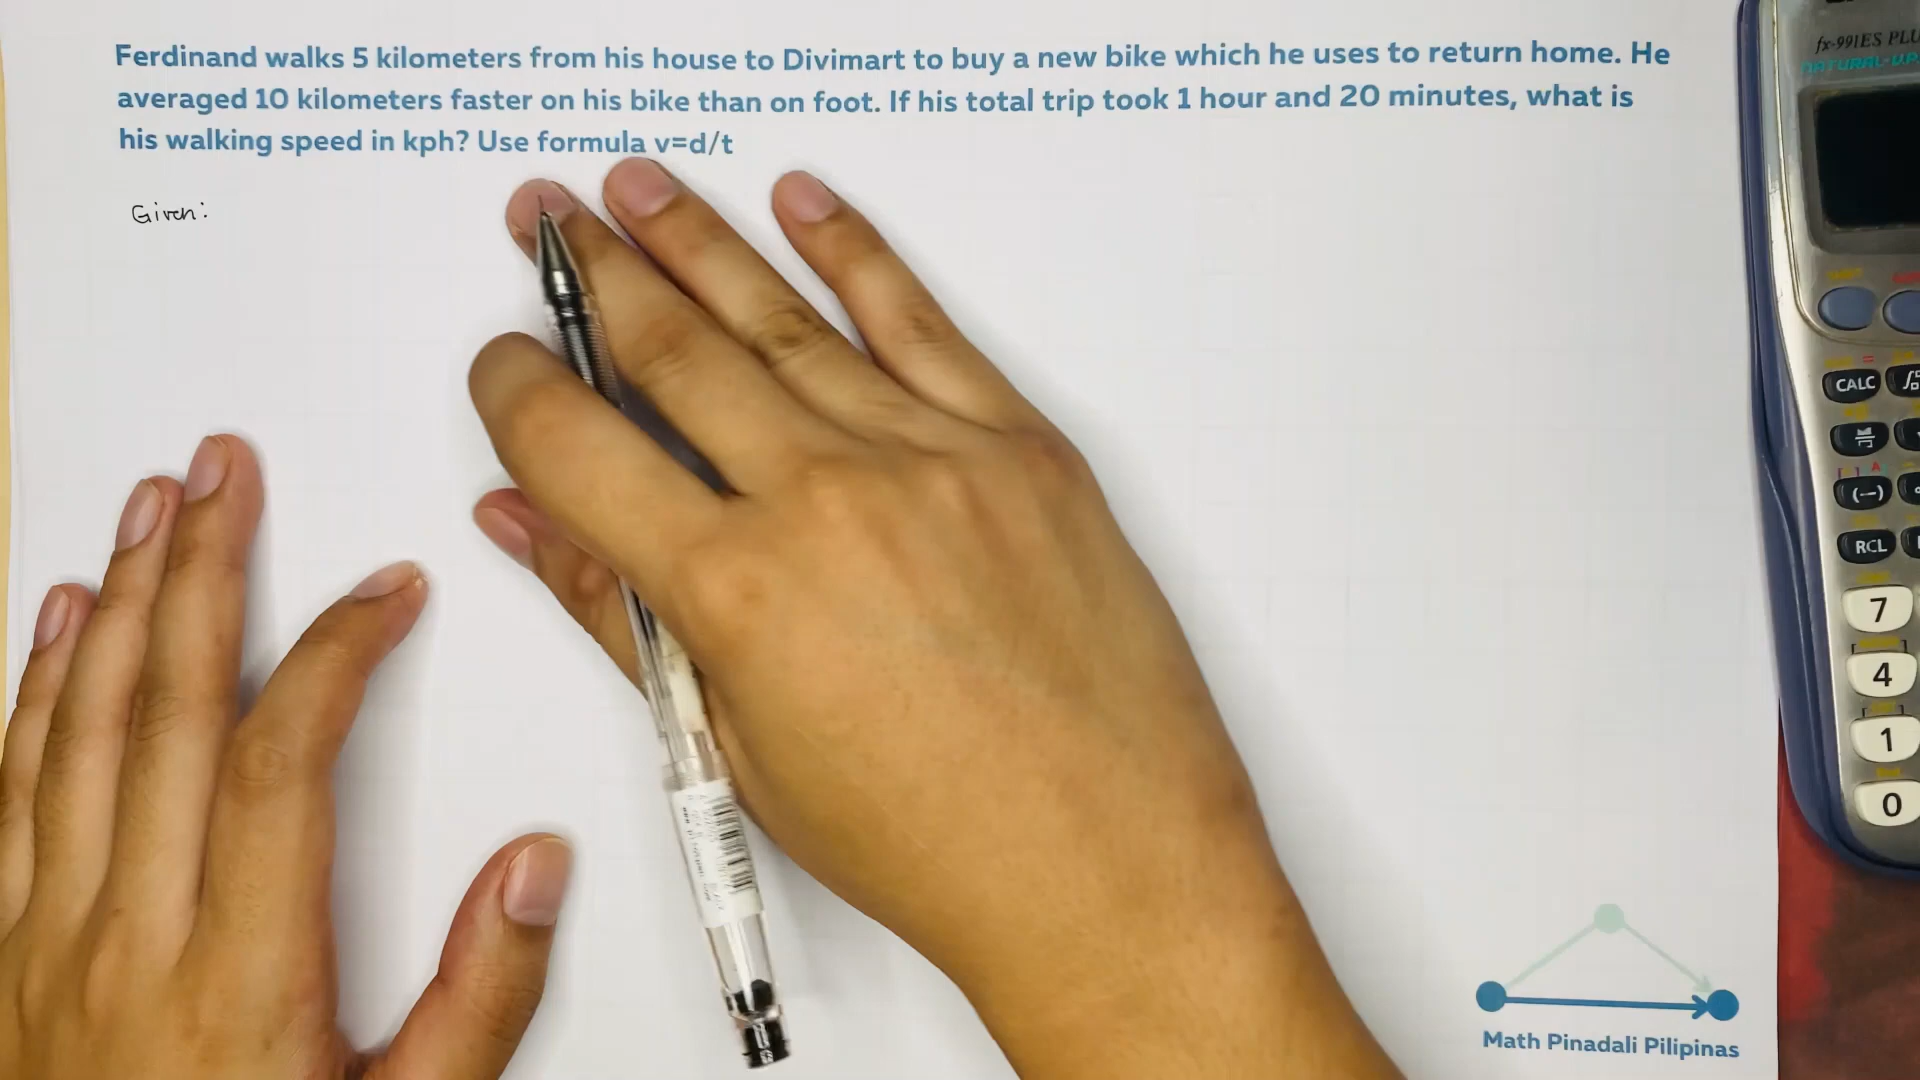 Ferdinand walks 5 kilometers from his house to Divimart to buy a new bike which he uses to return home. He
averaged 10 kilometers faster on his bike than on foot. If his total trip took 1 hour and 20 minutes, what is
his walking speed in kph? Use formula v=d/t
Given:
fx-991ES PLU
NATURAL-V.P.
CALC
(−)
RCL
7
4
1
0
Math Pinadali Pilipinas